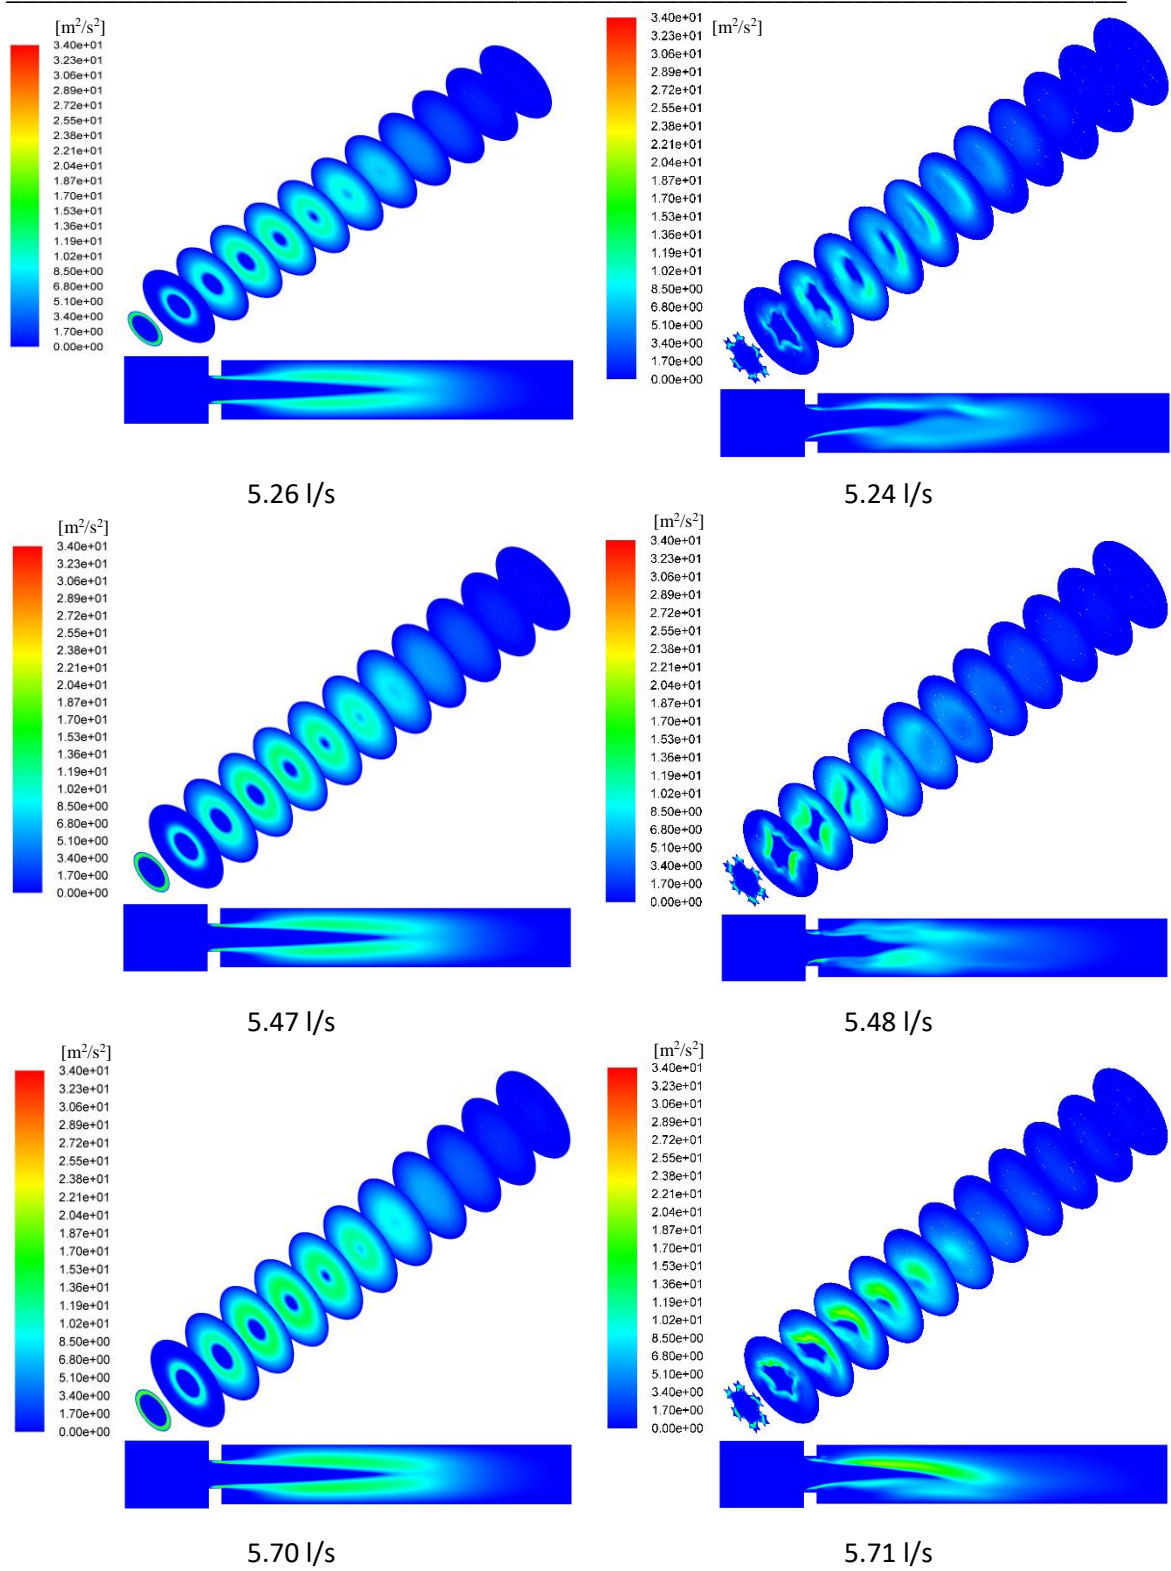 [m²/s²]
3.40e+01
3.23e+01
3.06e+01
2.89e+01
2.72e+01
2.55e+01
2.38e+01
2.21e+01
2.04e+01
1.87e+01
1.70e+01
1.53e+01
1.36e+01
1.19e+01
1.02e+01
8.50e+00
6.80e+00
5.10e+00
3.40e+00
1.70e+00
0.00e+00
5.26 l/s
[m²/s²]
3.40e+01
3.23e+01
3.06e+01
2.89e+01
2.72e+01
2.55e+01
2.38e+01
2.21e+01
2.04e+01
1.87e+01
1.70e+01
1.53e+01
1.36e+01
1.19e+01
1.02e+01
8.50e+00
6.80e+00
5.10e+00
3.40e+00
1.70e+00
0.00e+00
5.24 l/s
[m²/s²]
3.40e+01
3.23e+01
3.06e+01
2.89e+01
2.72e+01
2.55e+01
2.38e+01
2.21e+01
2.04e+01
1.87e+01
1.70e+01
1.53e+01
1.36e+01
1.19e+01
1.02e+01
8.50e+00
6.80e+00
5.10e+00
3.40e+00
1.70e+00
0.00e+00
5.47 l/s
[m²/s²]
3.40e+01
3.23e+01
3.06e+01
2.89e+01
2.72e+01
2.55e+01
2.38e+01
2.21e+01
2.04e+01
1.87e+01
1.70e+01
1.53e+01
1.36e+01
1.19e+01
1.02e+01
8.50e+00
6.80e+00
5.10e+00
3.40e+00
1.70e+00
0.00e+00
5.48 l/s
[m²/s²]
3.40e+01
3.23e+01
3.06e+01
2.89e+01
2.72e+01
2.55e+01
2.38e+01
2.21e+01
2.04e+01
1.87e+01
1.70e+01
1.53e+01
1.36e+01
1.19e+01
1.02e+01
8.50e+00
6.80e+00
5.10e+00
3.40e+00
1.70e+00
0.00e+00
5.70 l/s
[m²/s²]
3.40e+01
3.23e+01
3.06e+01
2.89e+01
2.72e+01
2.55e+01
2.38e+01
2.21e+01
2.04e+01
1.87e+01
1.70e+01
1.53e+01
1.36e+01
1.19e+01
1.02e+01
8.50e+00
6.80e+00
5.10e+00
3.40e+00
1.70e+00
0.00e+00
5.71 l/s